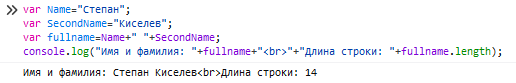 var Name="Степан";
var SecondName="Киселев";
var fullname=Name+" "+SecondName;
console.log("Имя и фамилия: "+fullname+"<br>"+"Длина строки: "+fullname.length);
Имя и фамилия: Степан Киселев<br>Длина строки: 14